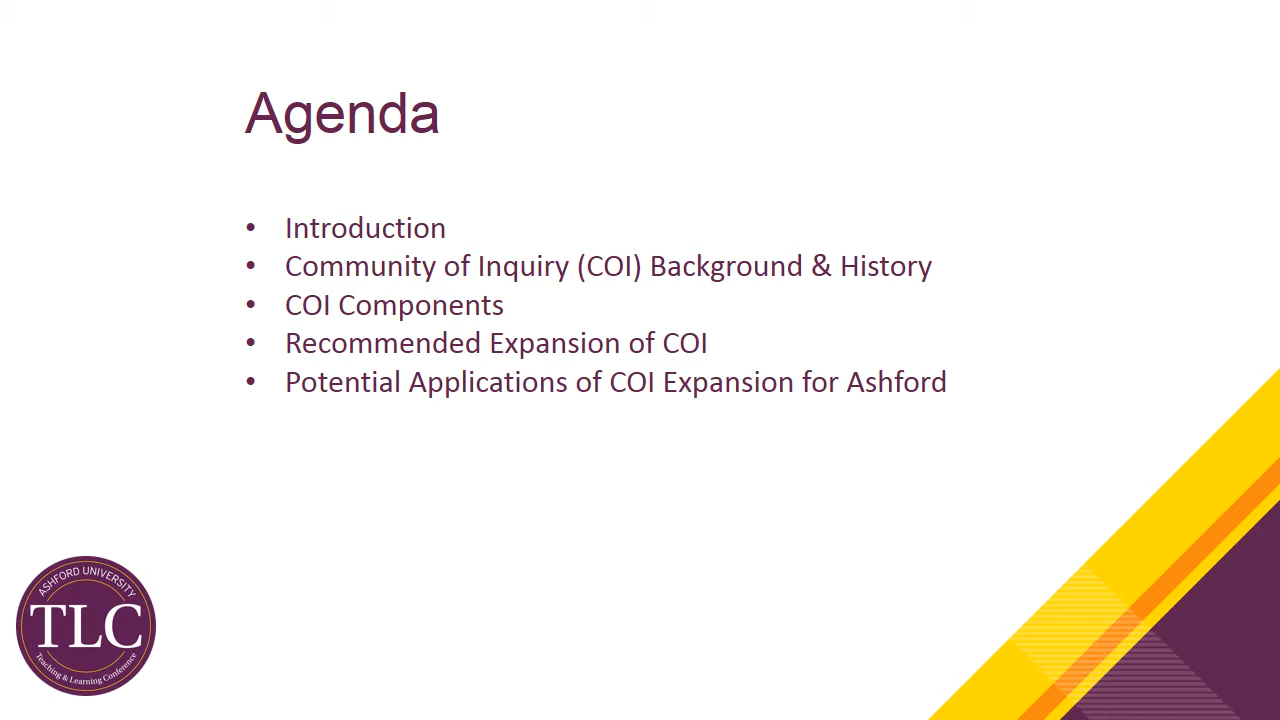 Agenda
• Introduction
• Community of Inquiry (COI) Background & History
• COI Components
• Recommended Expansion of COI
• Potential Applications of COI Expansion for Ashford
ASHFORD UNIVERSITY
TLC
Teaching & Learning Conference